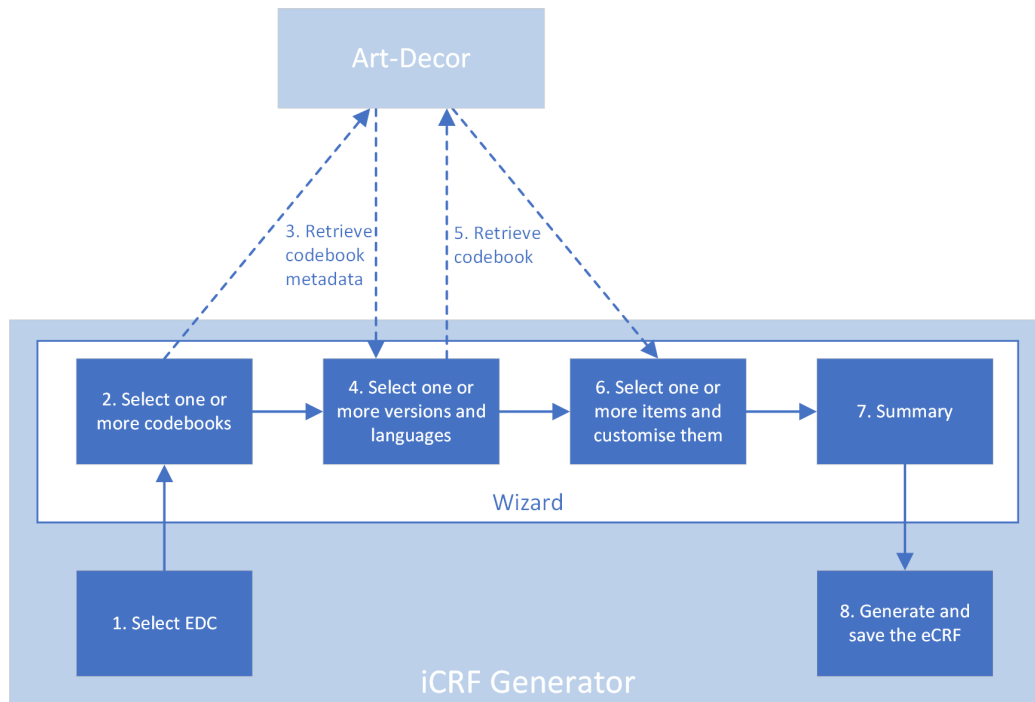 Art-Decor
3. Retrieve
codebook
metadata
5. Retrieve
codebook
2. Select one or
more codebooks
4. Select one or
more versions and
languages
6. Select one or
more items and
customise them
7. Summary
Wizard
1. Select EDC
8. Generate and
save the eCRF
iCRF Generator